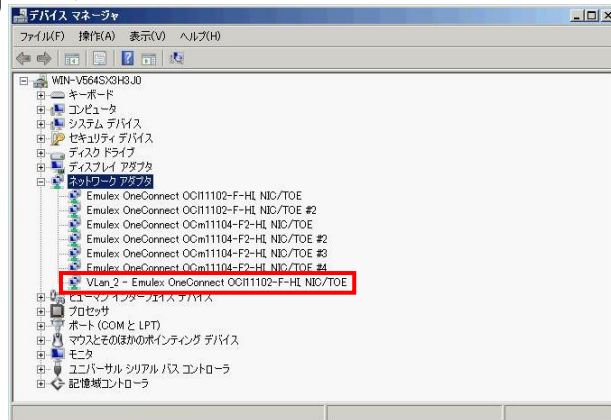 デバイス マネージャ
ファイル(F) 操作(A) 表示(V) ヘルプ(H)
WIN-V564SX3H3J0
キーボード
コンピュータ
システム デバイス
セキュリティ デバイス
ディスク ドライブ
ディスプレイ アダプタ
ネットワーク アダプタ
Emulex OneConnect OCl11102-F-HI, NIC/TOE
Emulex OneConnect OCl11102-F-HI, NIC/TOE #2
Emulex OneConnect OCm11104-F2-HI, NIC/TOE
Emulex OneConnect OCm11104-F2-HI, NIC/TOE #2
Emulex OneConnect OCm11104-F2-HI, NIC/TOE #3
Emulex OneConnect OCm11104-F2-HI, NIC/TOE #4
VLan_2 - Emulex OneConnect OCl11102-F-HI, NIC/TOE
ヒューマン インターフェイス デバイス
プロセッサ
ポート (COM と LPT)
マウスとそのほかのポインティング デバイス
モニタ
ユニバーサル シリアル バス コントローラ
記憶域コントローラ